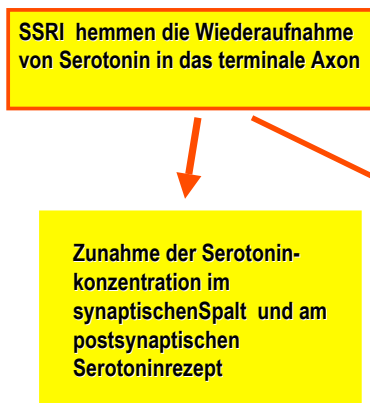 SSRI hemmen die Wiederaufnahme
von Serotonin in das terminale Axon
Zunahme der Serotonin-
konzentration im
synaptischenSpalt und am
postsynaptischen
Serotoninrezept